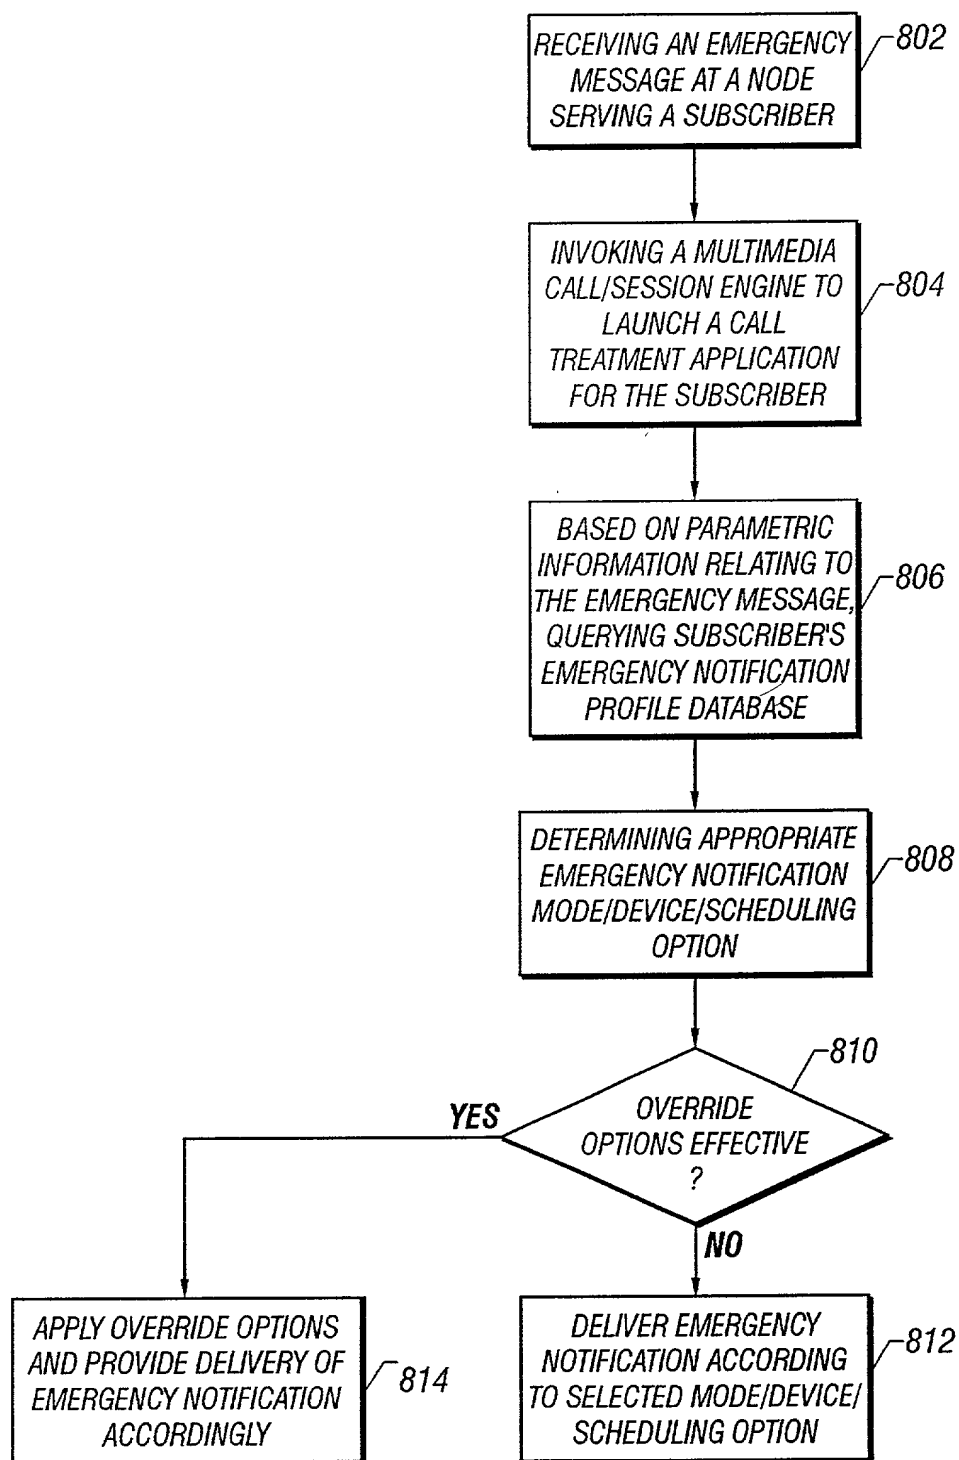 RECEIVING AN EMERGENCY
MESSAGE AT A NODE
SERVING A SUBSCRIBER
802
INVOKING A MULTIMEDIA
CALL/SESSION ENGINE TO
LAUNCH A CALL
TREATMENT APPLICATION
FOR THE SUBSCRIBER
804
BASED ON PARAMETRIC
INFORMATION RELATING TO
THE EMERGENCY MESSAGE,
QUERYING SUBSCRIBER'S
EMERGENCY NOTIFICATION
PROFILE DATABASE
806
DETERMINING APPROPRIATE
EMERGENCY NOTIFICATION
MODE/DEVICE/SCHEDULING
OPTION
808
OVERRIDE
OPTIONS EFFECTIVE
?
810
YES
NO
APPLY OVERRIDE OPTIONS
AND PROVIDE DELIVERY OF
EMERGENCY NOTIFICATION
ACCORDINGLY
814
DELIVER EMERGENCY
NOTIFICATION ACCORDING
TO SELECTED MODE/DEVICE/
SCHEDULING OPTION
812